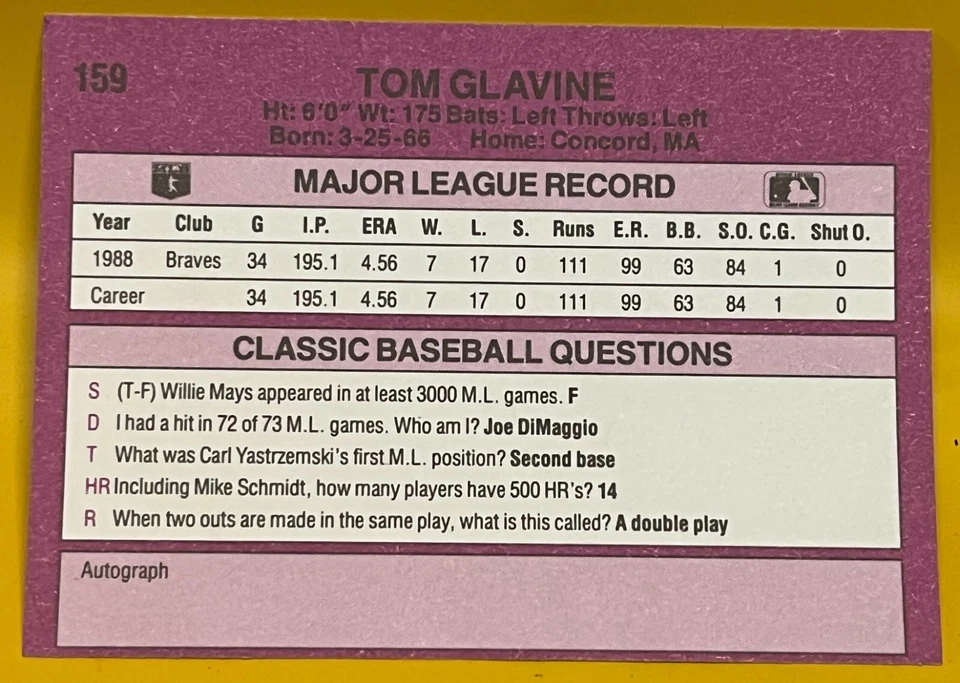 159
TOM GLAVINE
Ht: 6'0" Wt: 175 Bats: Left Throws: Left
Born: 3-25-66 Home: Concord, MA
MAJOR LEAGUE RECORD
Year Club G I.P. ERA W. L. S. Runs E.R. B.B. S.O. C.G. Shut O.
1988 Braves 34 195.1 4.56 7 17 0 111 99 63 84 1 0
Career 34 195.1 4.56 7 17 0 111 99 63 84 1 0
CLASSIC BASEBALL QUESTIONS
S (T-F) Willie Mays appeared in at least 3000 M.L. games. F
D I had a hit in 72 of 73 M.L. games. Who am I? Joe DiMaggio
T What was Carl Yastrzemski's first M.L. position? Second base
HR Including Mike Schmidt, how many players have 500 HR's? 14
R When two outs are made in the same play, what is this called? A double play
Autograph